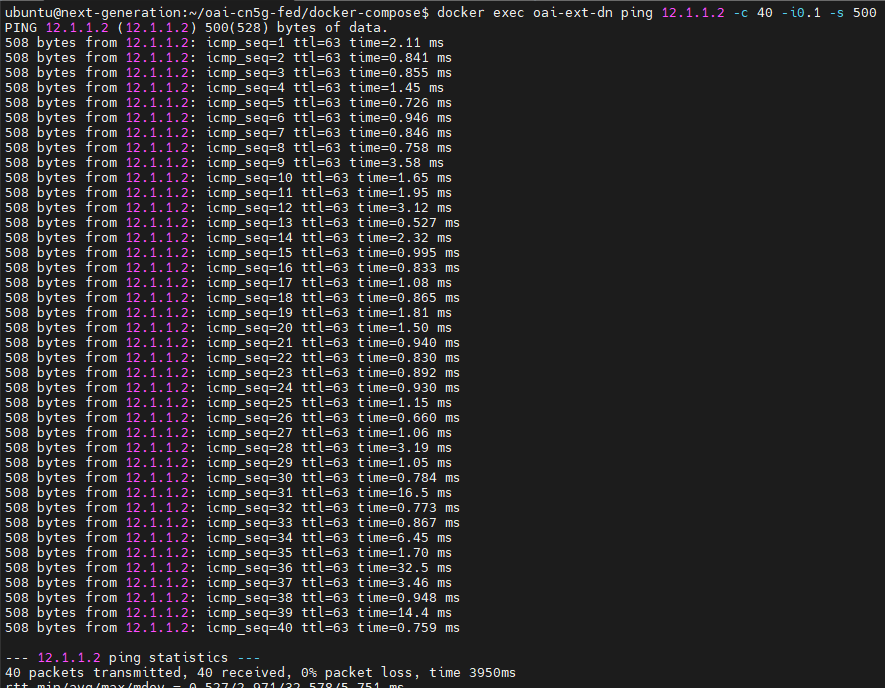 ubuntu@next-generation:~/oai-cn5g-fed/docker-compose$ docker exec oai-ext-dn ping 12.1.1.2 -c 40 -i0.1 -s 500
PING 12.1.1.2 (12.1.1.2) 500(528) bytes of data.
508 bytes from 12.1.1.2: icmp_seq=1 ttl=63 time=2.11 ms
508 bytes from 12.1.1.2: icmp_seq=2 ttl=63 time=0.841 ms
508 bytes from 12.1.1.2: icmp_seq=3 ttl=63 time=0.855 ms
508 bytes from 12.1.1.2: icmp_seq=4 ttl=63 time=1.45 ms
508 bytes from 12.1.1.2: icmp_seq=5 ttl=63 time=0.726 ms
508 bytes from 12.1.1.2: icmp_seq=6 ttl=63 time=0.946 ms
508 bytes from 12.1.1.2: icmp_seq=7 ttl=63 time=0.846 ms
508 bytes from 12.1.1.2: icmp_seq=8 ttl=63 time=0.758 ms
508 bytes from 12.1.1.2: icmp_seq=9 ttl=63 time=3.58 ms
508 bytes from 12.1.1.2: icmp_seq=10 ttl=63 time=1.65 ms
508 bytes from 12.1.1.2: icmp_seq=11 ttl=63 time=1.95 ms
508 bytes from 12.1.1.2: icmp_seq=12 ttl=63 time=3.12 ms
508 bytes from 12.1.1.2: icmp_seq=13 ttl=63 time=0.527 ms
508 bytes from 12.1.1.2: icmp_seq=14 ttl=63 time=2.32 ms
508 bytes from 12.1.1.2: icmp_seq=15 ttl=63 time=0.995 ms
508 bytes from 12.1.1.2: icmp_seq=16 ttl=63 time=0.833 ms
508 bytes from 12.1.1.2: icmp_seq=17 ttl=63 time=1.08 ms
508 bytes from 12.1.1.2: icmp_seq=18 ttl=63 time=0.865 ms
508 bytes from 12.1.1.2: icmp_seq=19 ttl=63 time=1.81 ms
508 bytes from 12.1.1.2: icmp_seq=20 ttl=63 time=1.50 ms
508 bytes from 12.1.1.2: icmp_seq=21 ttl=63 time=0.940 ms
508 bytes from 12.1.1.2: icmp_seq=22 ttl=63 time=0.830 ms
508 bytes from 12.1.1.2: icmp_seq=23 ttl=63 time=0.892 ms
508 bytes from 12.1.1.2: icmp_seq=24 ttl=63 time=0.930 ms
508 bytes from 12.1.1.2: icmp_seq=25 ttl=63 time=1.15 ms
508 bytes from 12.1.1.2: icmp_seq=26 ttl=63 time=0.660 ms
508 bytes from 12.1.1.2: icmp_seq=27 ttl=63 time=1.06 ms
508 bytes from 12.1.1.2: icmp_seq=28 ttl=63 time=3.19 ms
508 bytes from 12.1.1.2: icmp_seq=29 ttl=63 time=1.05 ms
508 bytes from 12.1.1.2: icmp_seq=30 ttl=63 time=0.784 ms
508 bytes from 12.1.1.2: icmp_seq=31 ttl=63 time=16.5 ms
508 bytes from 12.1.1.2: icmp_seq=32 ttl=63 time=0.773 ms
508 bytes from 12.1.1.2: icmp_seq=33 ttl=63 time=0.867 ms
508 bytes from 12.1.1.2: icmp_seq=34 ttl=63 time=6.45 ms
508 bytes from 12.1.1.2: icmp_seq=35 ttl=63 time=1.70 ms
508 bytes from 12.1.1.2: icmp_seq=36 ttl=63 time=32.5 ms
508 bytes from 12.1.1.2: icmp_seq=37 ttl=63 time=3.46 ms
508 bytes from 12.1.1.2: icmp_seq=38 ttl=63 time=0.948 ms
508 bytes from 12.1.1.2: icmp_seq=39 ttl=63 time=14.4 ms
508 bytes from 12.1.1.2: icmp_seq=40 ttl=63 time=0.759 ms
--- 12.1.1.2 ping statistics ---
40 packets transmitted, 40 received, 0% packet loss, time 3950ms
rtt min/avg/max/mdev = 0.527/2.971/32.578/5.751 ms